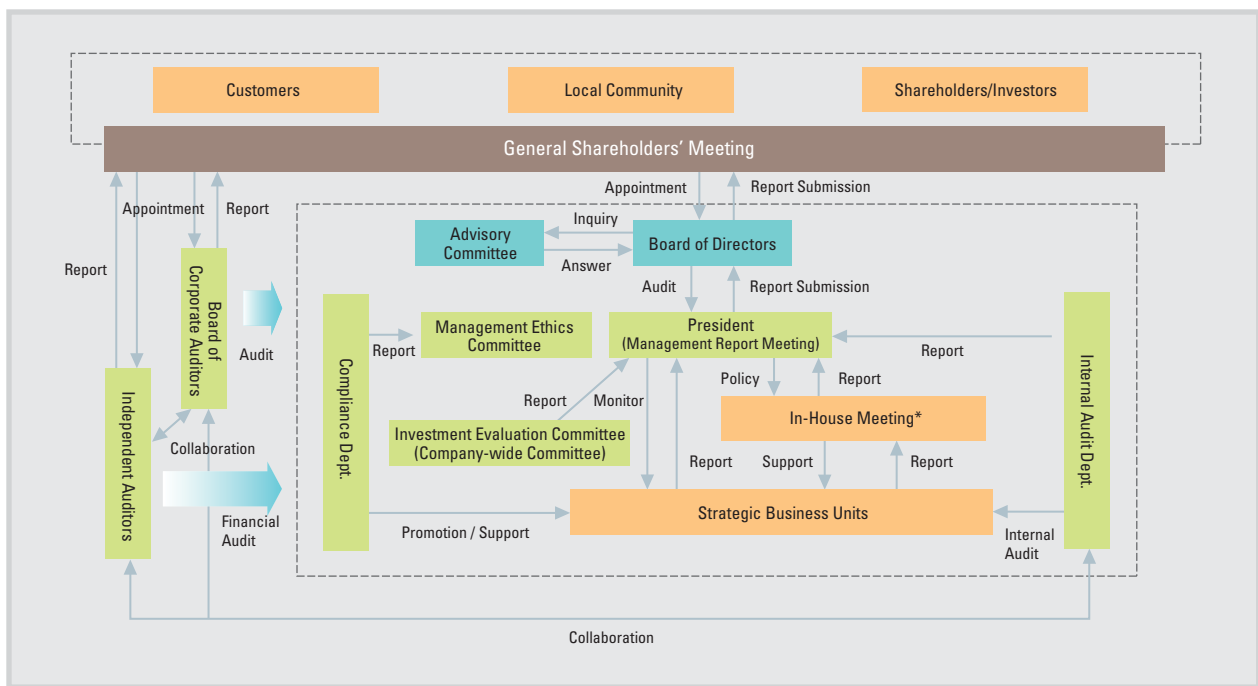 Customers
Local Community
Shareholders/Investors
General Shareholders' Meeting
Appointment
Report
Appointment
Report Submission
Report
Inquiry
Advisory
Committee
Board of Directors
Answer
Board of
Corporate Auditors
Audit
Audit
Report Submission
Management Ethics
Committee
Report
President
(Management Report Meeting)
Report
Compliance Dept.
Internal Audit Dept.
Independent Auditors
Policy
Report
Report
Monitor
In-House Meeting*
Investment Evaluation Committee
(Company-wide Committee)
Collaboration
Report
Support
Report
Strategic Business Units
Financial
Audit
Promotion / Support
Internal
Audit
Collaboration